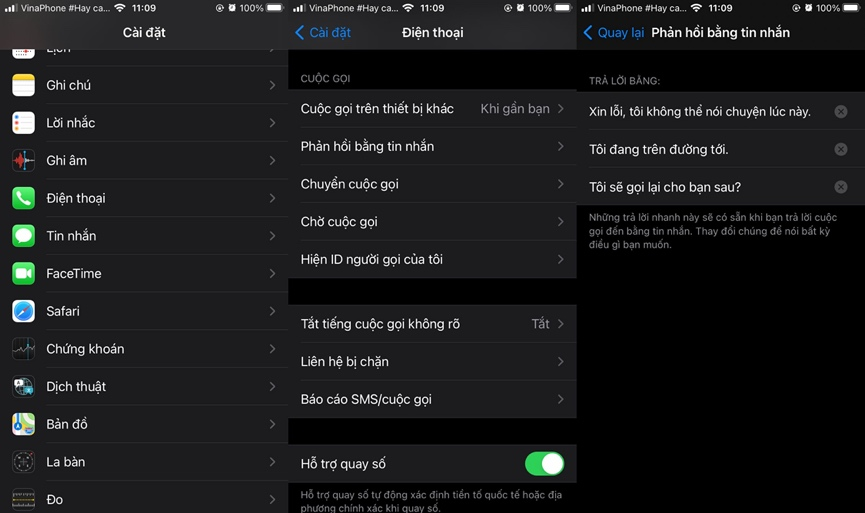 VinaPhone #Hay ca... 11:09 100%
Cài đặt
Lịch
Ghi chú
Lời nhắc
Ghi âm
Điện thoại
Tin nhắn
FaceTime
Safari
Chứng khoán
Dịch thuật
Bản đồ
La bàn
Đo
VinaPhone #Hay ca... 11:09 100%
Cài đặt Điện thoại
CUỘC GỌI
Cuộc gọi trên thiết bị khác Khi gần bạn
Phản hồi bằng tin nhắn
Chuyển cuộc gọi
Chờ cuộc gọi
Hiện ID người gọi của tôi
Tắt tiếng cuộc gọi không rõ Tắt
Liên hệ bị chặn
Báo cáo SMS/cuộc gọi
Hỗ trợ quay số
Hỗ trợ quay số tự động xác định tiền tố quốc tế hoặc địa
phương chính xác khi quay số.
VinaPhone #Hay ca... 11:09 100%
Quay lại Phản hồi bằng tin nhắn
TRẢ LỜI BẰNG:
Xin lỗi, tôi không thể nói chuyện lúc này.
Tôi đang trên đường tới.
Tôi sẽ gọi lại cho bạn sau?
Những trả lời nhanh này sẽ có sẵn khi bạn trả lời cuộc
gọi đến bằng tin nhắn. Thay đổi chúng để nói bất kỳ
điều gì bạn muốn.